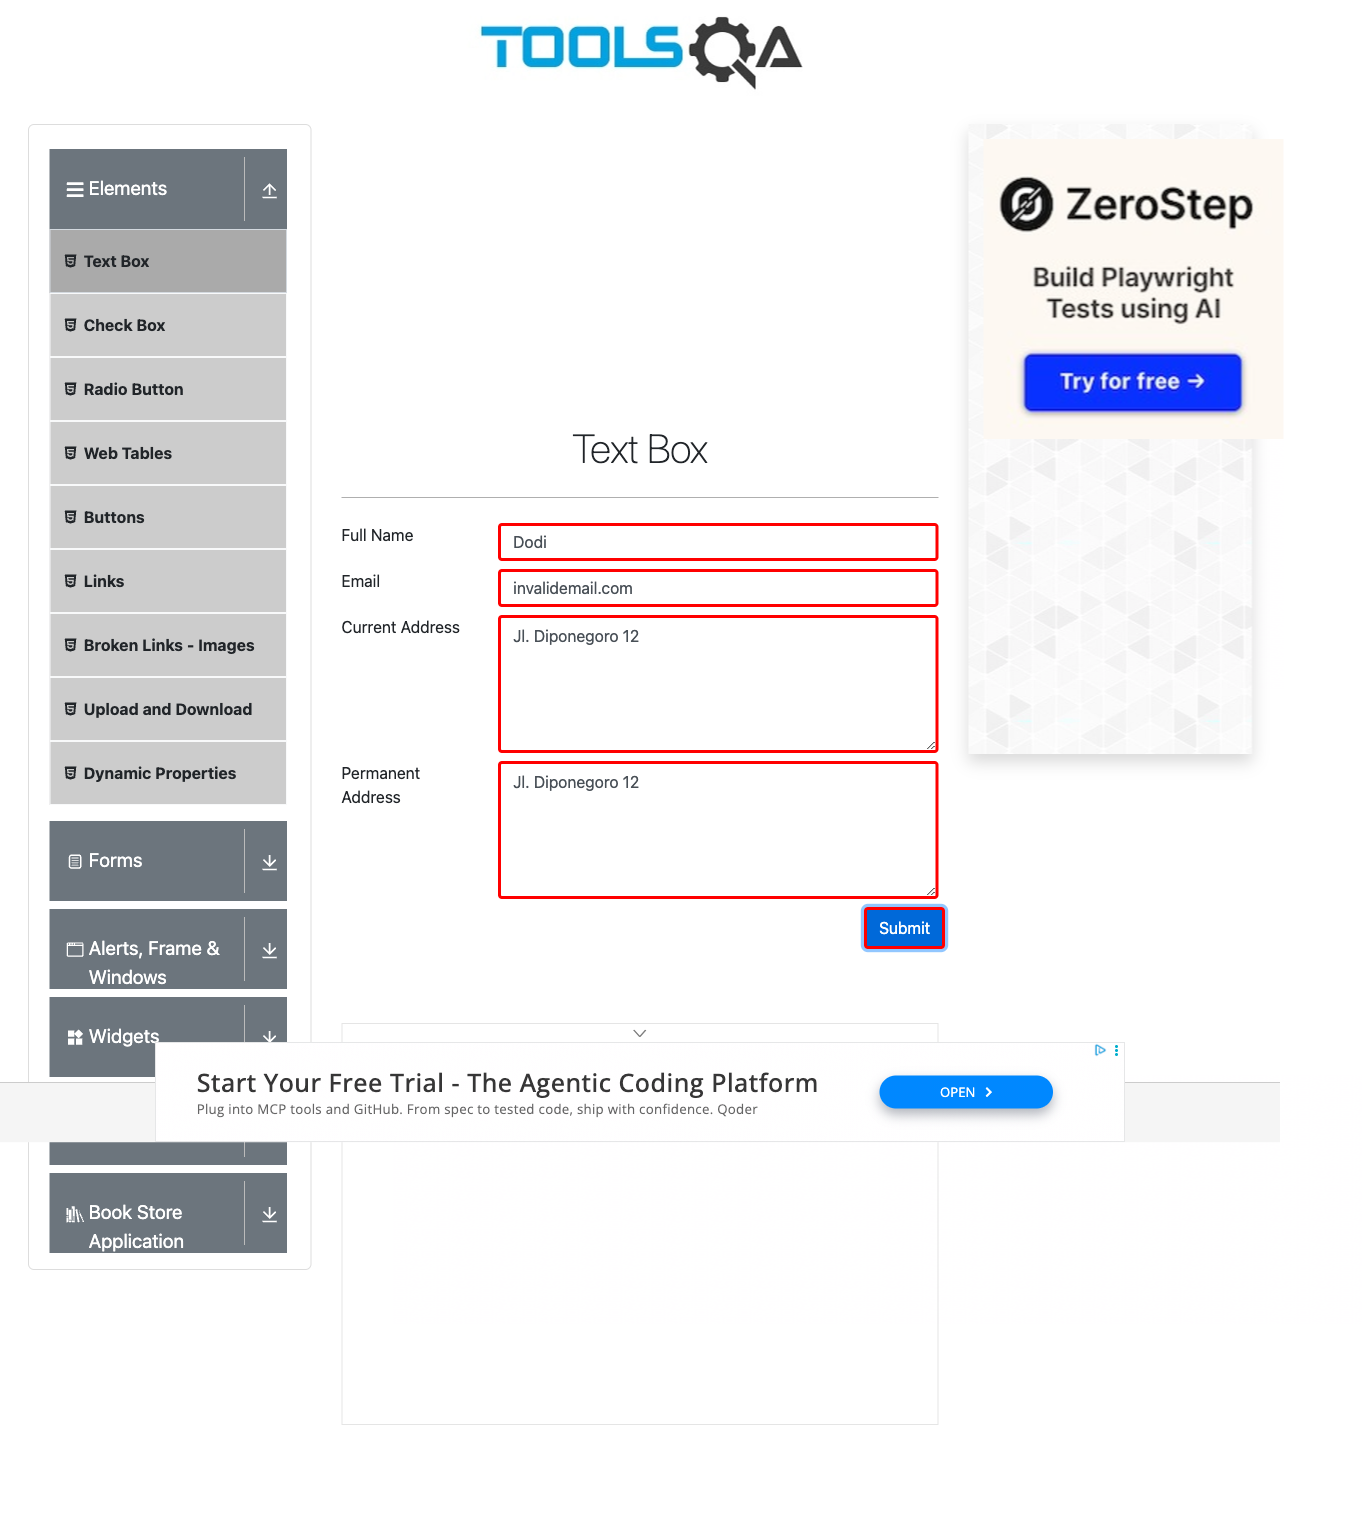 TOOLSQA
Elements
Text Box
Check Box
Radio Button
Web Tables
Buttons
Links
Broken Links - Images
Upload and Download
Dynamic Properties
Forms
Alerts, Frame &
Windows
Widgets
Book Store
Application
Text Box
Full Name
Dodi
Email
invalidemail.com
Current Address
Jl. Diponegoro 12
Permanent
Address
Jl. Diponegoro 12
Submit
ZeroStep
Build Playwright
Tests using AI
Try for free →
Start Your Free Trial - The Agentic Coding Platform
Plug into MCP tools and GitHub. From spec to tested code, ship with confidence. Qoder
OPEN